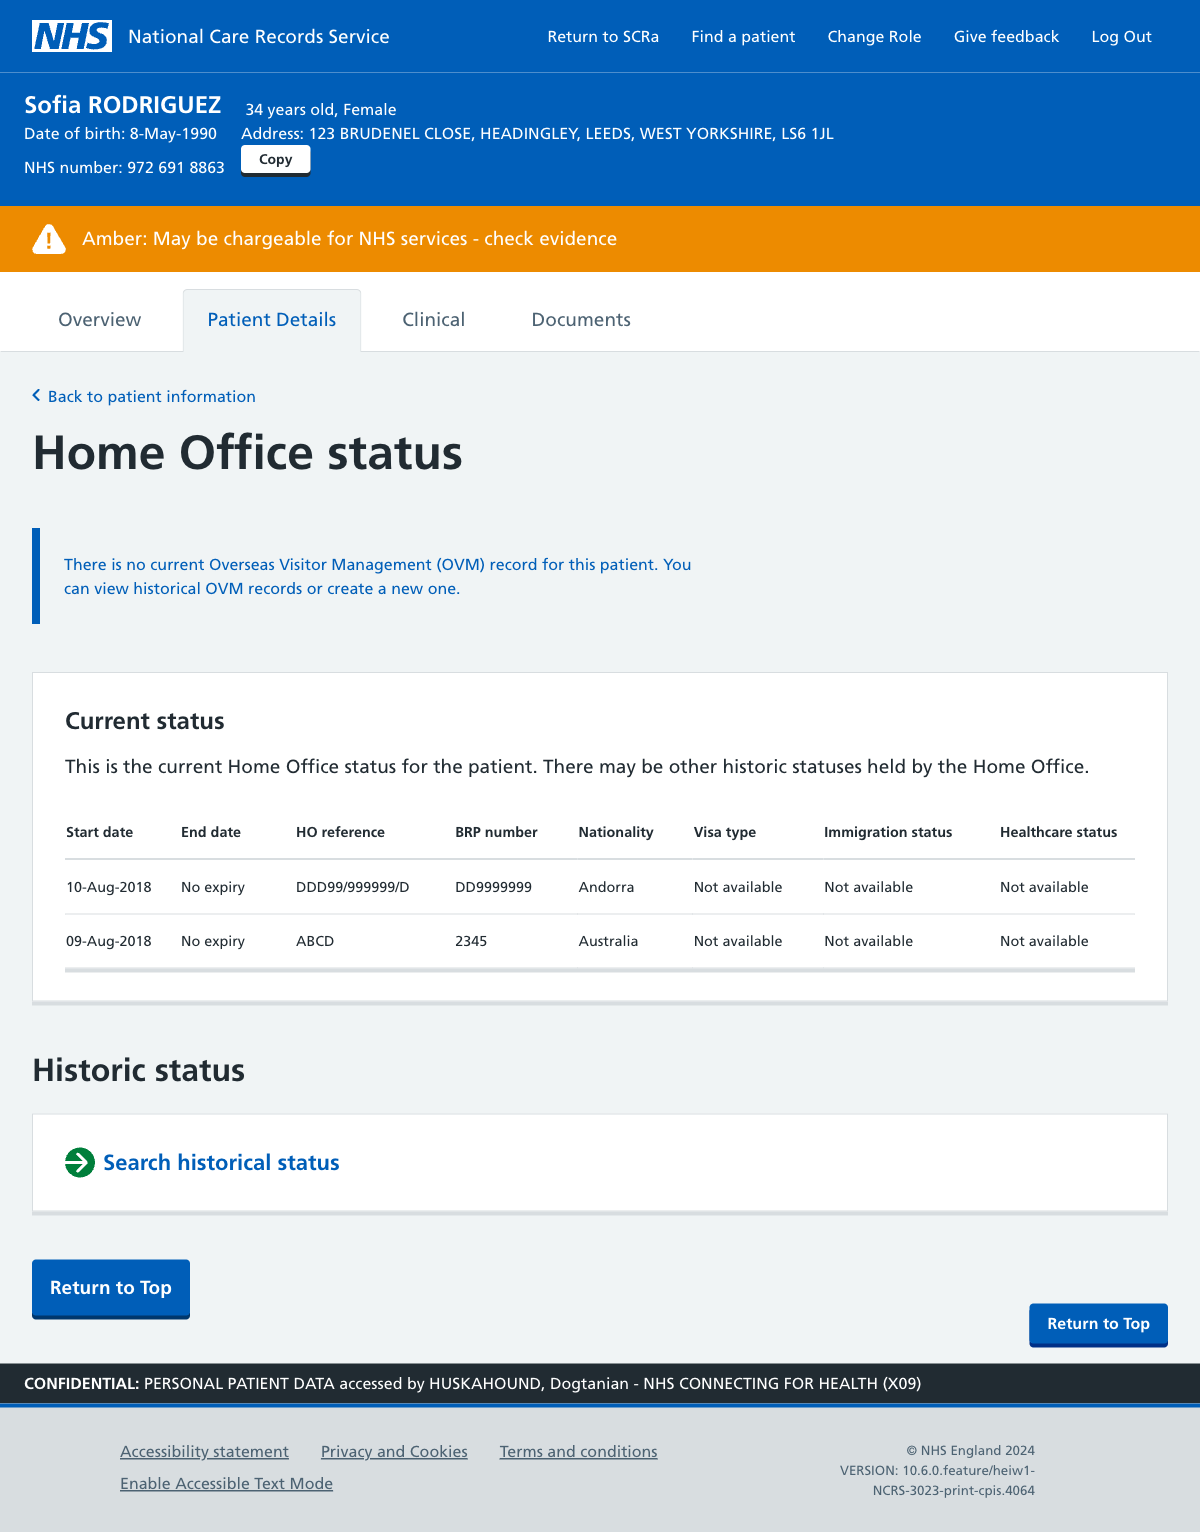 NHS National Care Records Service Return to SCRa Find a patient Change Role Give feedback Log Out
Sofia RODRIGUEZ 34 years old, Female
Date of birth: 8-May-1990 Address: 123 BRUDENEL CLOSE, HEADINGLEY, LEEDS, WEST YORKSHIRE, LS6 1JL
NHS number: 972 691 8863 Copy
Amber: May be chargeable for NHS services - check evidence
Overview Patient Details Clinical Documents
Back to patient information
Home Office status
There is no current Overseas Visitor Management (OVM) record for this patient. You
can view historical OVM records or create a new one.
Current status
This is the current Home Office status for the patient. There may be other historic statuses held by the Home Office.
Start date End date HO reference BRP number Nationality Visa type Immigration status Healthcare status
10-Aug-2018 No expiry DDD99/999999/D DD9999999 Andorra Not available Not available Not available
09-Aug-2018 No expiry ABCD 2345 Australia Not available Not available Not available
Historic status
Search historical status
Return to Top
Return to Top
CONFIDENTIAL: PERSONAL PATIENT DATA accessed by HUSKAHOUND, Dogtanian - NHS CONNECTING FOR HEALTH (X09)
Accessibility statement Privacy and Cookies Terms and conditions
Enable Accessible Text Mode
© NHS England 2024
VERSION: 10.6.0.feature/heiw1-
NCRS-3023-print-cpis.4064